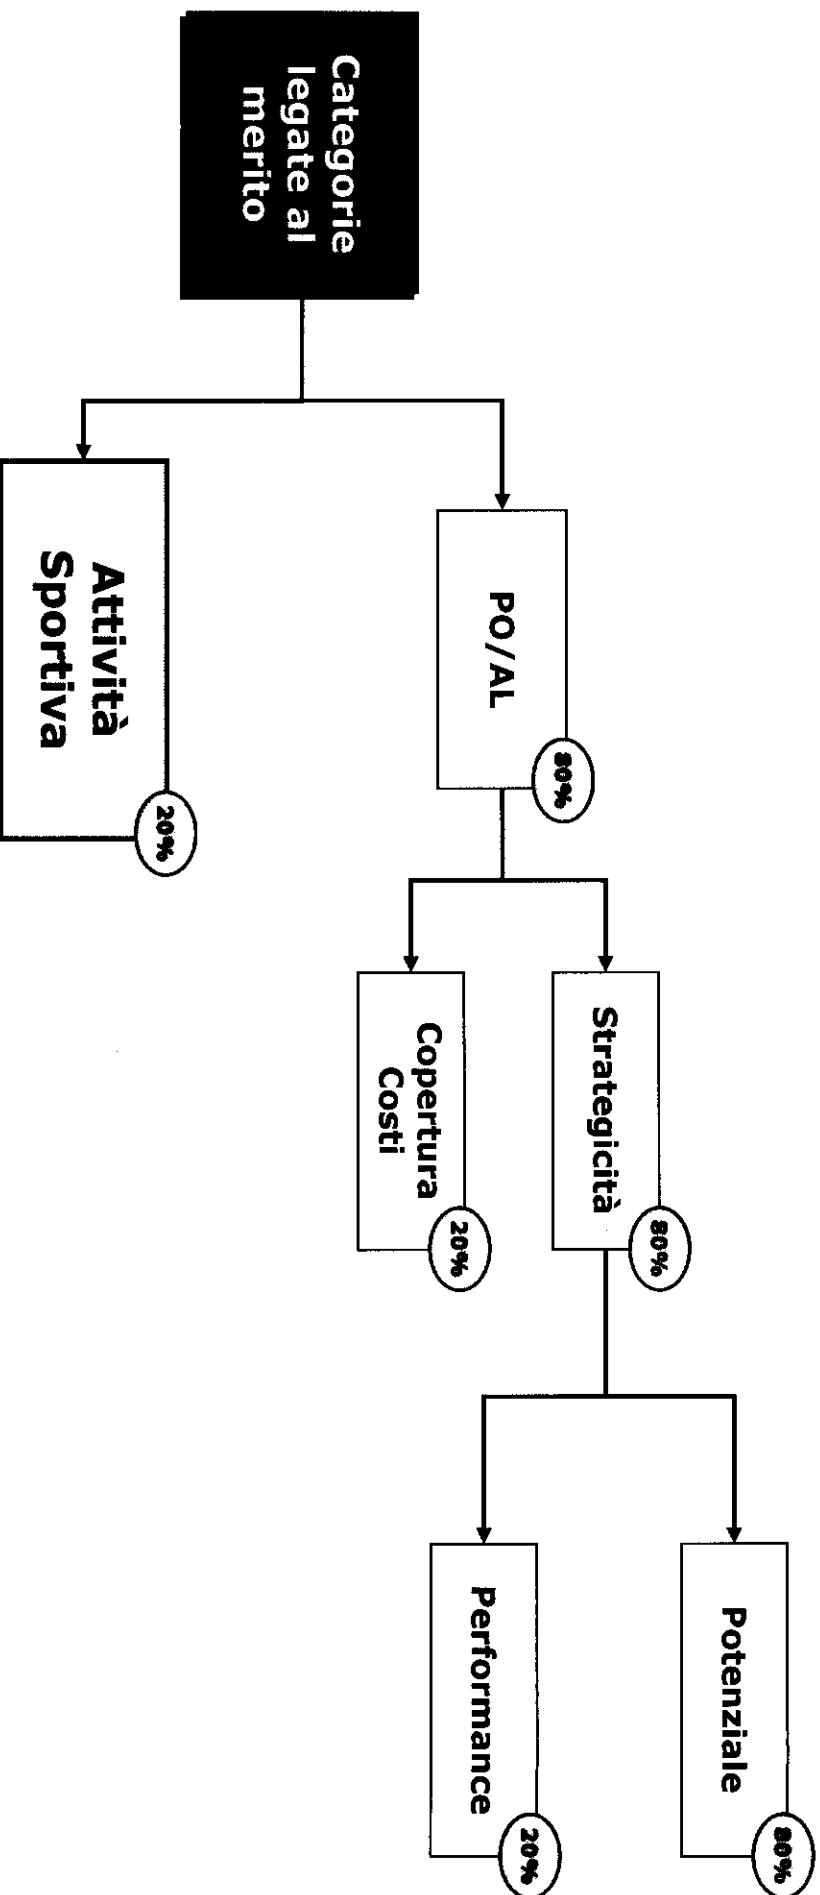 Categorie
legate al
merito
PO/AL
80%
Attività
Sportiva
20%
Strategicità
80%
Copertura
Costi
20%
Potenziale
80%
Performance
20%